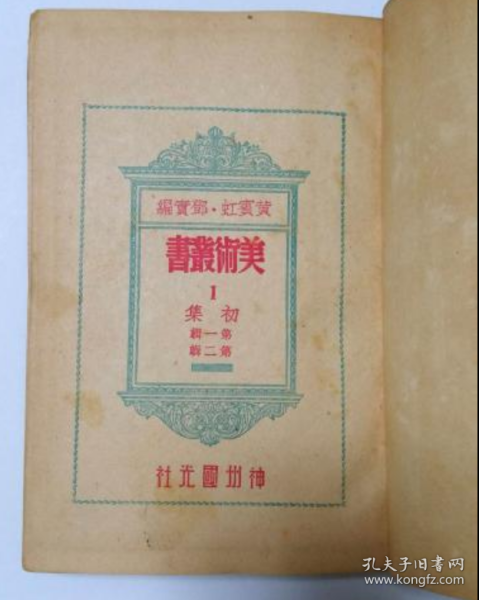 黃賓虹·鄧實編
美術叢書
1
初集
第一輯
第二輯
神州國光社
孔夫子旧书网
www.kongfz.com